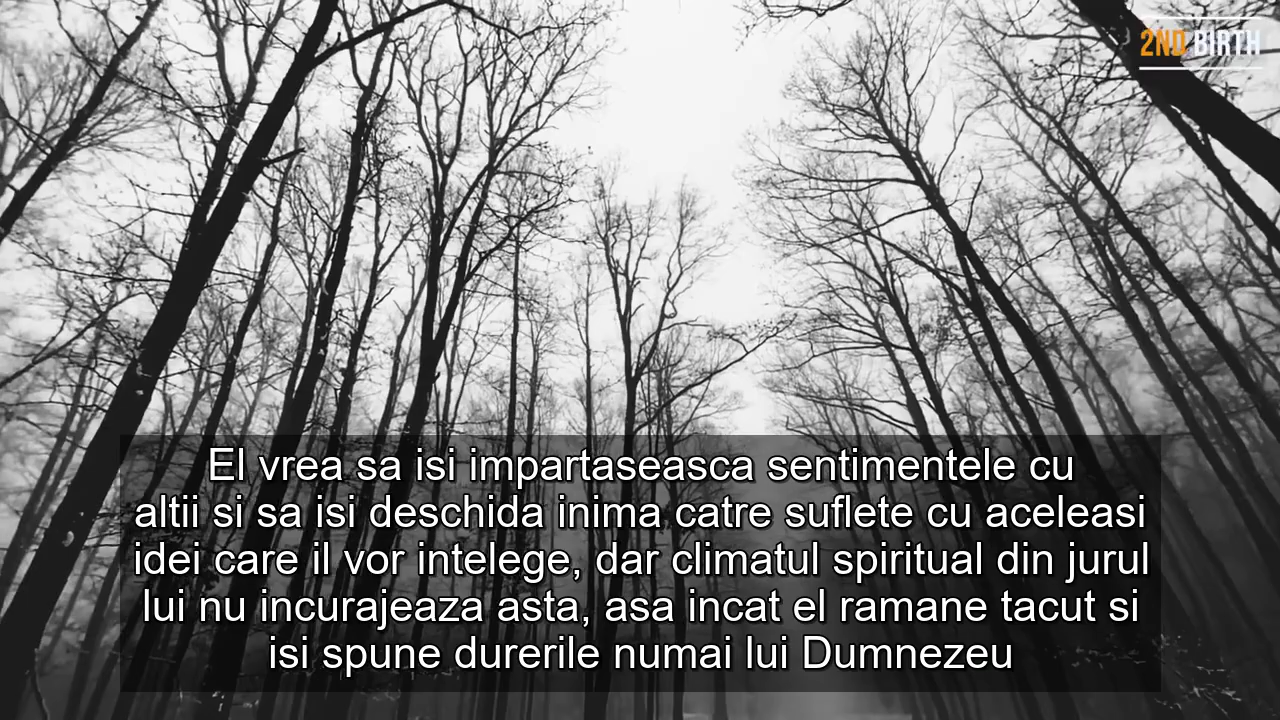 2ND BIRTH
El vrea sa isi impartaseasca sentimentele cu
altii si sa isi deschida inima catre suflete cu aceleasi
idei care il vor intelege, dar climatul spiritual din jurul
lui nu incurajeaza asta, asa incat el ramane tacut si
isi spune durerile numai lui Dumnezeu